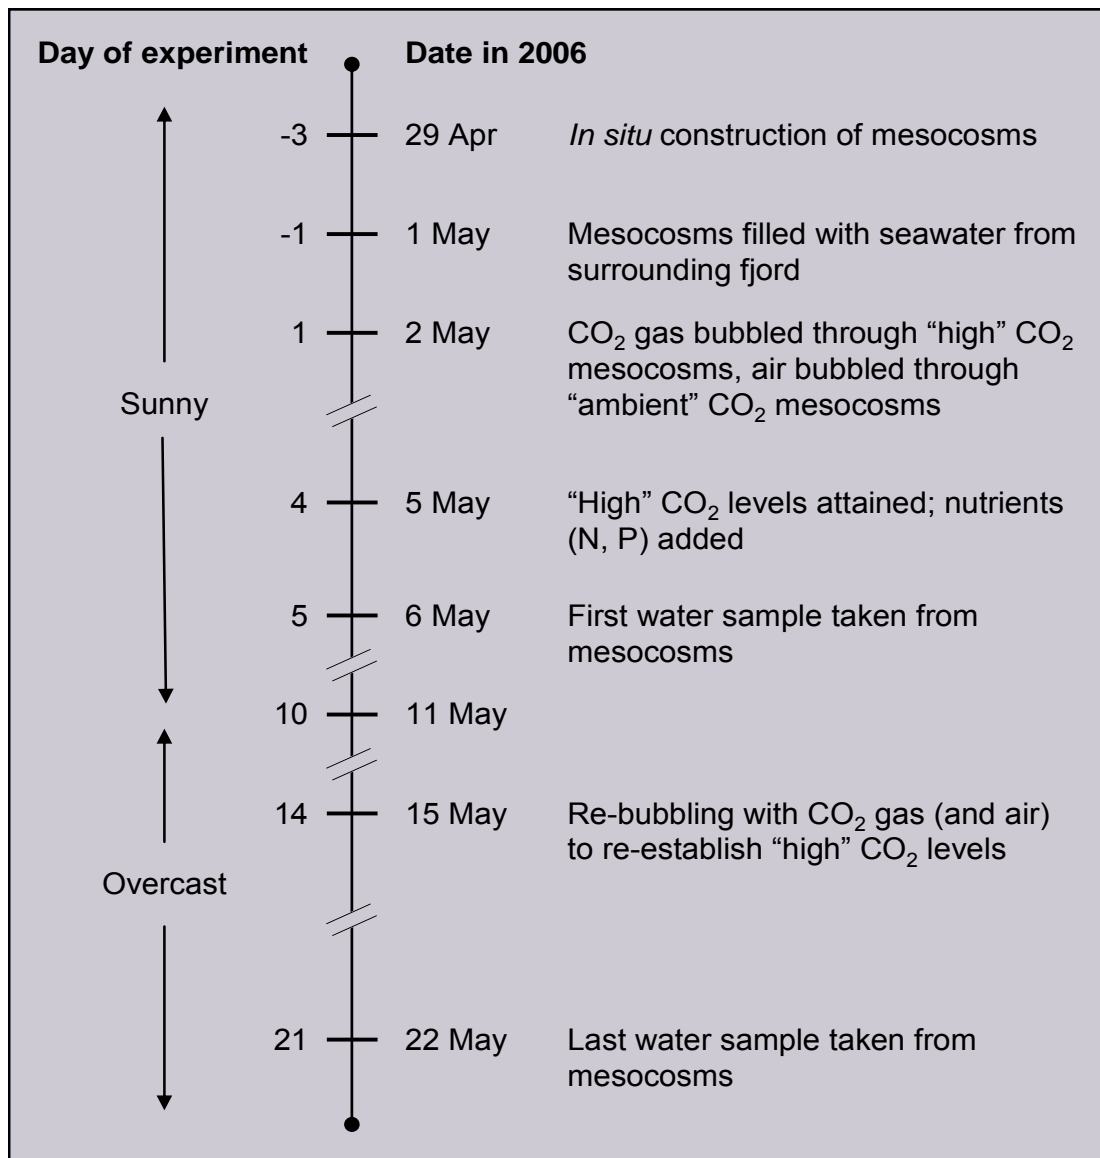 Day of experiment Date in 2006
-3 29 Apr In situ construction of mesocosms
-1 1 May Mesocosms filled with seawater from
surrounding fjord
1 2 May CO₂ gas bubbled through “high” CO₂
mesocosms, air bubbled through
“ambient” CO₂ mesocosms
Sunny
4 5 May “High” CO₂ levels attained; nutrients
(N, P) added
5 6 May First water sample taken from
mesocosms
10 11 May
14 15 May Re-bubbling with CO₂ gas (and air)
to re-establish “high” CO₂ levels
Overcast
21 22 May Last water sample taken from
mesocosms